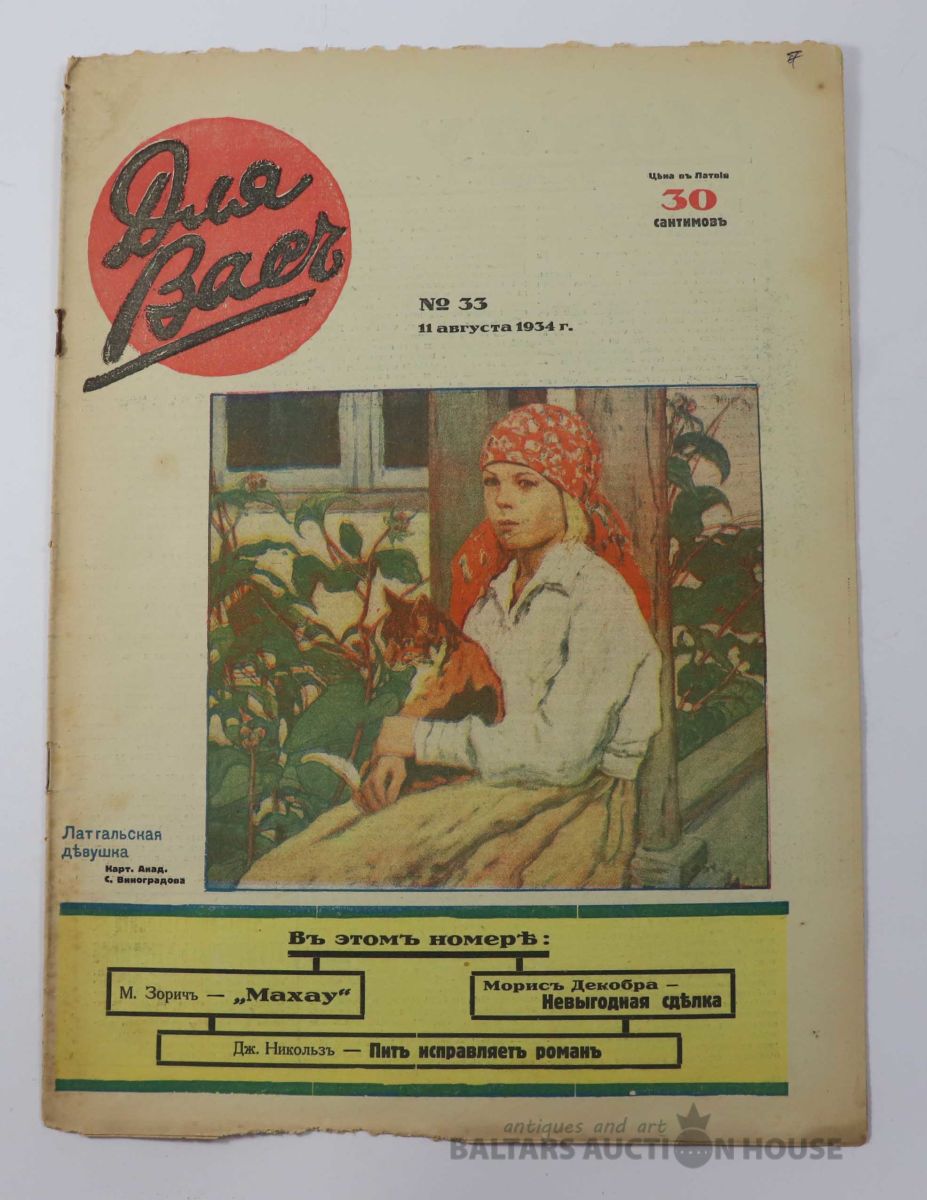 Для
Васъ
Цѣна въ Латвіи
30
сантимовъ
№ 33
11 августа 1934 г.
Латгальская
дѣвушка
Карт. Акад.
С. Виноградова
Въ этомъ номерѣ:
М. Зоричъ — „Махау“
Морисъ Декобра —
Невыгодная сдѣлка
Дж. Никользъ — Питъ исправляетъ романъ
antiques and art
BALTARS AUCTION HOUSE